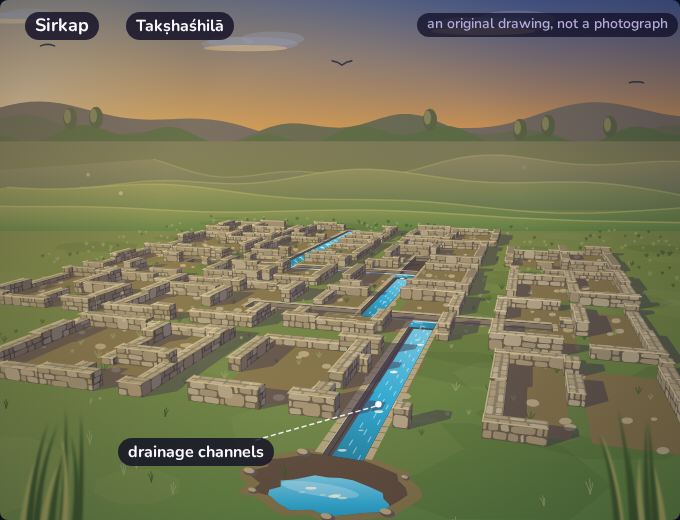 Sirkap
Takṣhaśhilā
an original drawing, not a photograph
drainage channels